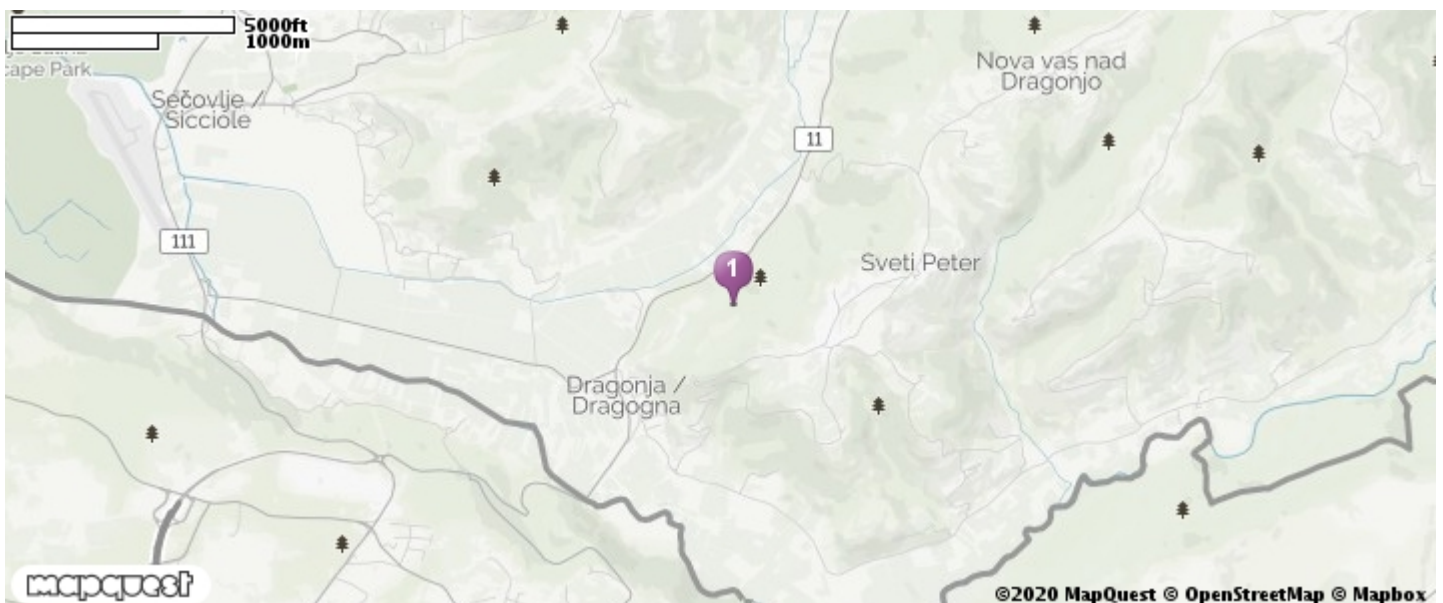 5000ft
1000m
cape Park
Sečovlje /
Sicciole
Nova vas nad
Dragonjo
11
111
1
Sveti Peter
Dragonja /
Dragogna
mapquest
©2020 MapQuest © OpenStreetMap © Mapbox